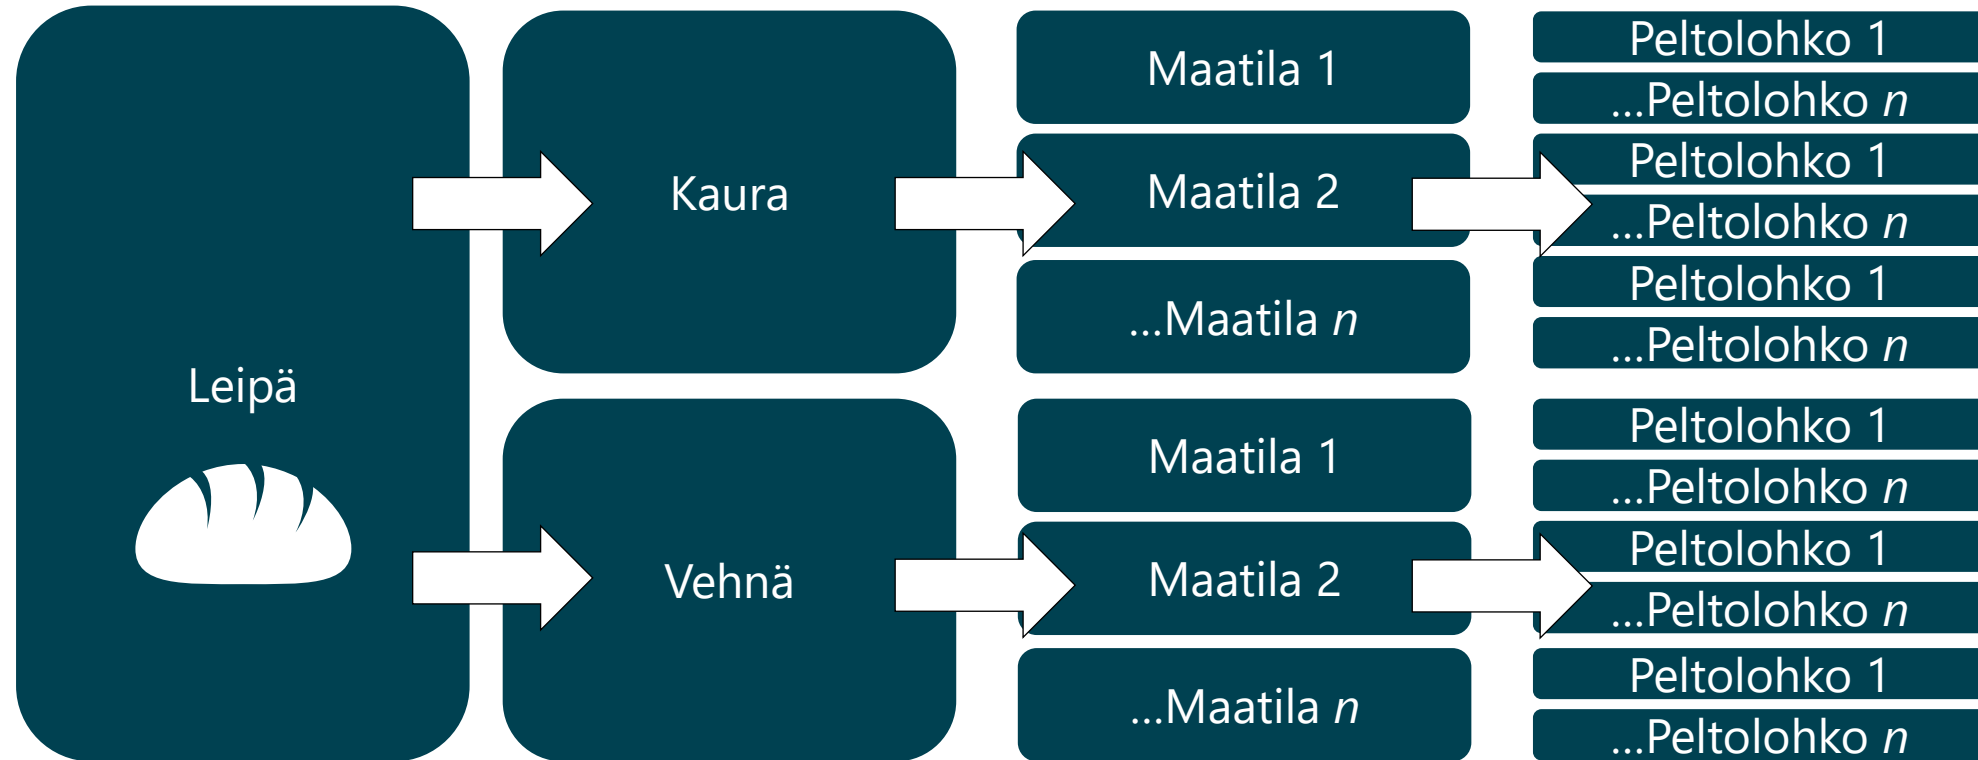 Leipä
Kaura
Maatila 1
Maatila 2
...Maatila n
Peltolohko 1
...Peltolohko n
Peltolohko 1
...Peltolohko n
Peltolohko 1
...Peltolohko n
Vehnä
Maatila 1
Maatila 2
...Maatila n
Peltolohko 1
...Peltolohko n
Peltolohko 1
...Peltolohko n
Peltolohko 1
...Peltolohko n